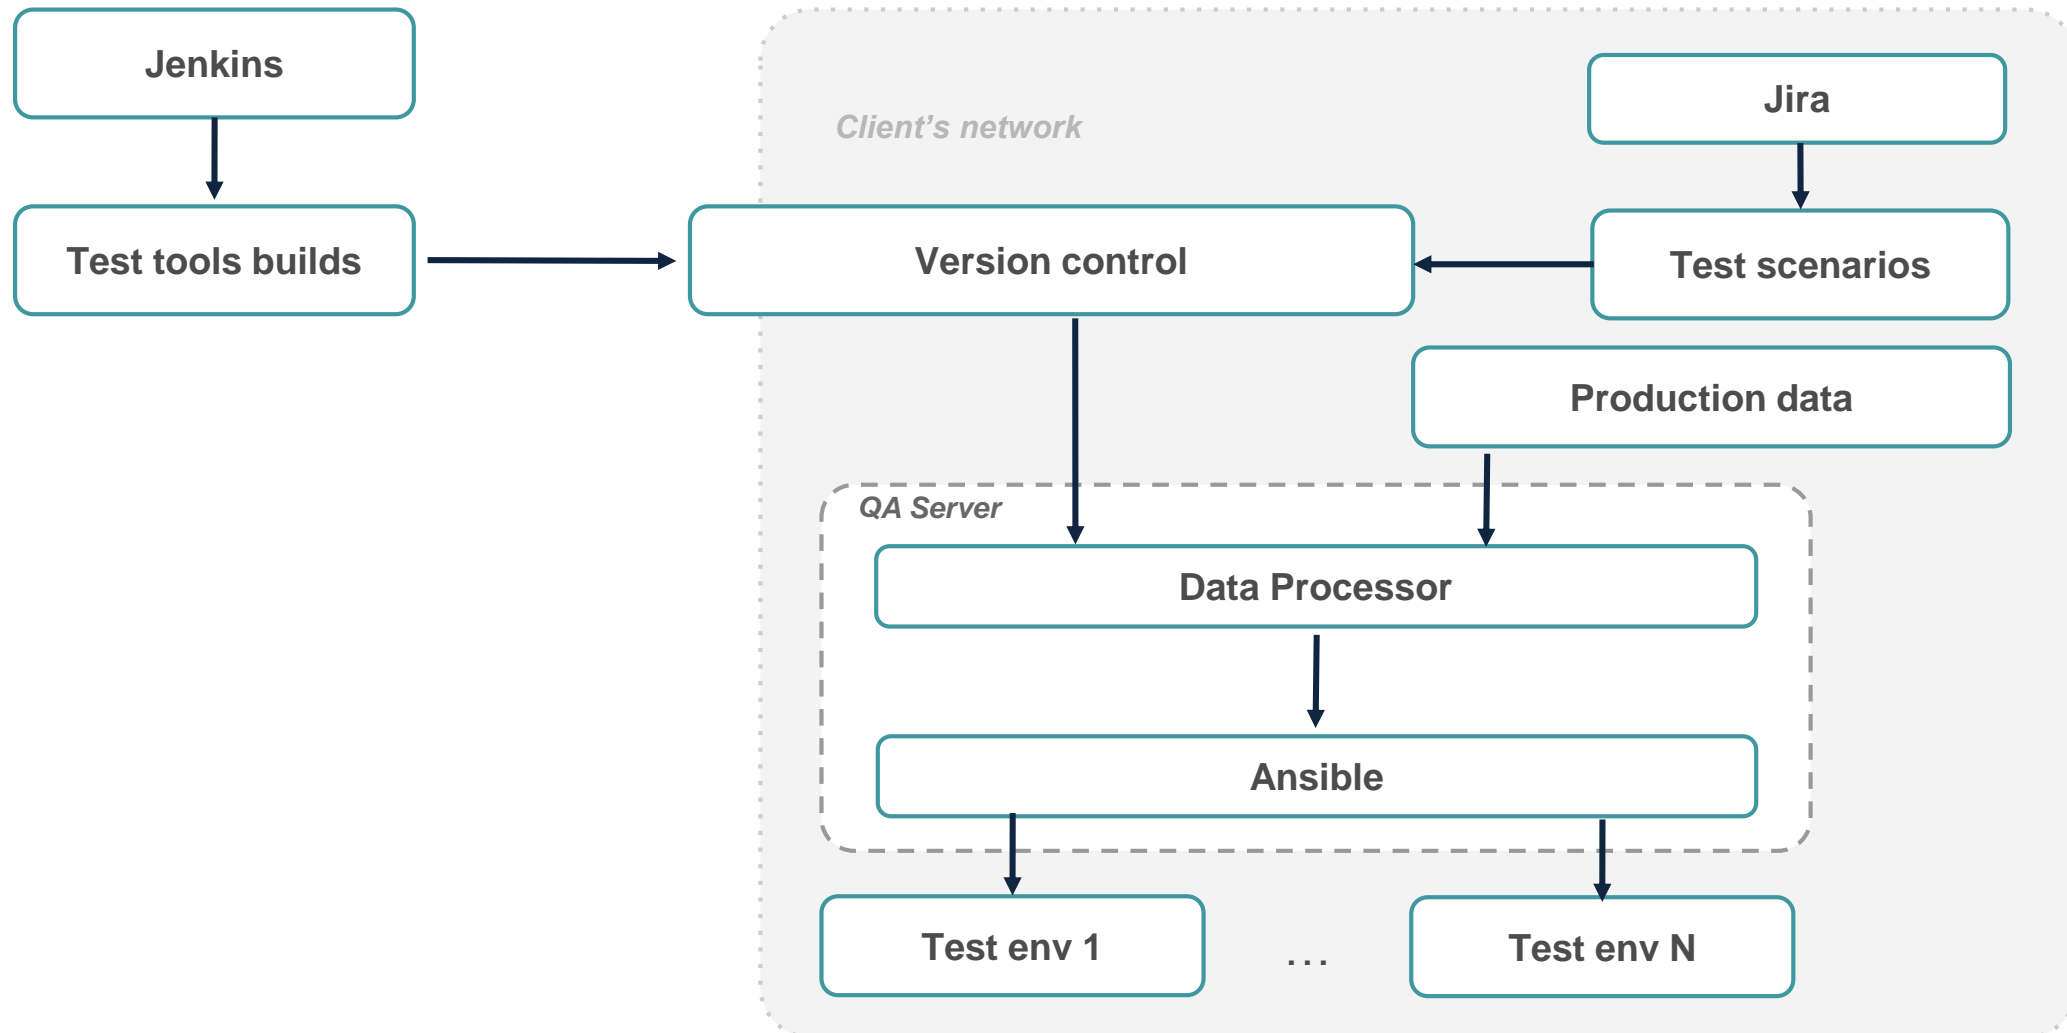 Jenkins
Jira
Client's network
Test tools builds
Version control
Test scenarios
Production data
QA Server
Data Processor
Ansible
Test env 1
...
Test env N